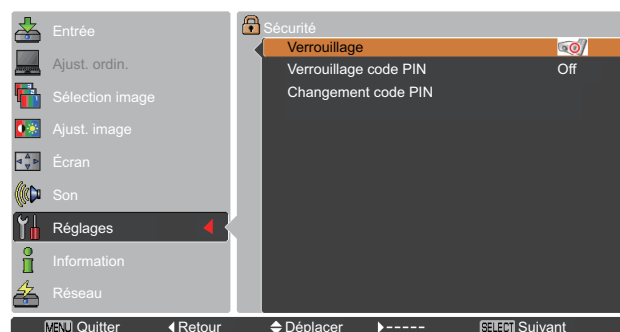 Entrée
Ajust. ordin.
Sélection image
Ajust. image
Écran
Son
Réglages
Information
Réseau
Sécurité
Verrouillage
Verrouillage code PIN Off
Changement code PIN
MENU Quitter Retour Déplacer ----- SELECT Suivant